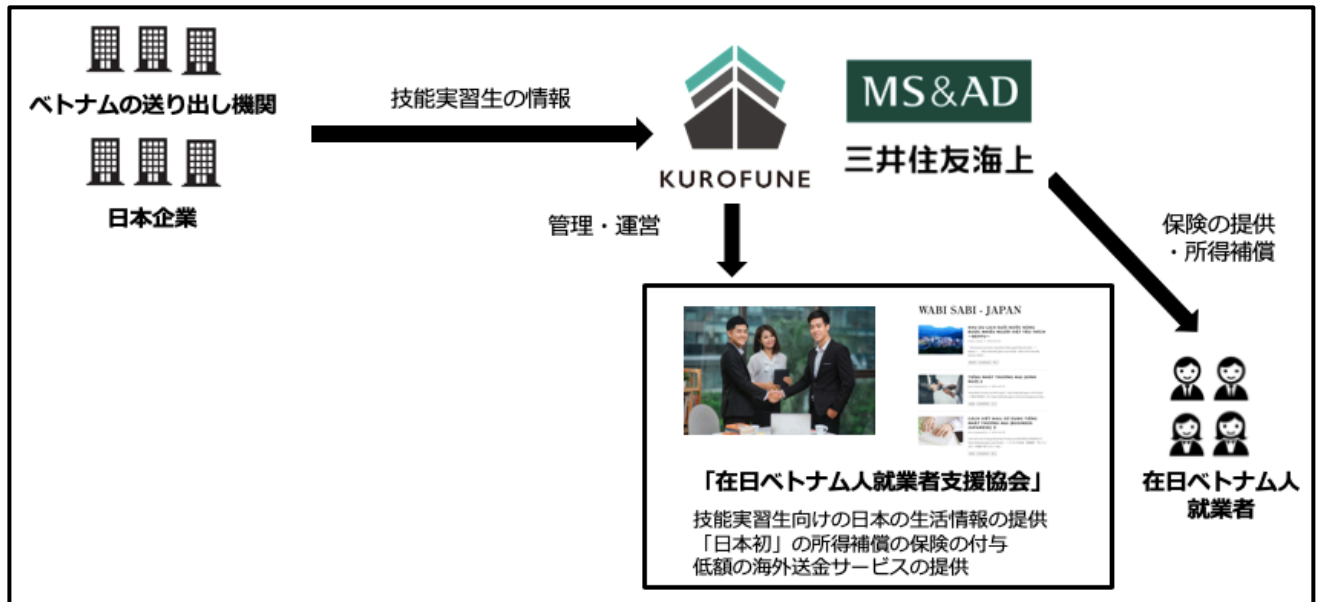 ベトナムの送り出し機関
日本企業
技能実習生の情報
KUROFUNE
MS&AD
三井住友海上
管理・運営
保険の提供
・所得補償
WABI SABI - JAPAN
「在日ベトナム人就業者支援協会」
技能実習生向けの日本の生活情報の提供
「日本初」の所得補償の保険の付与
低額の海外送金サービスの提供
在日ベトナム人
就業者